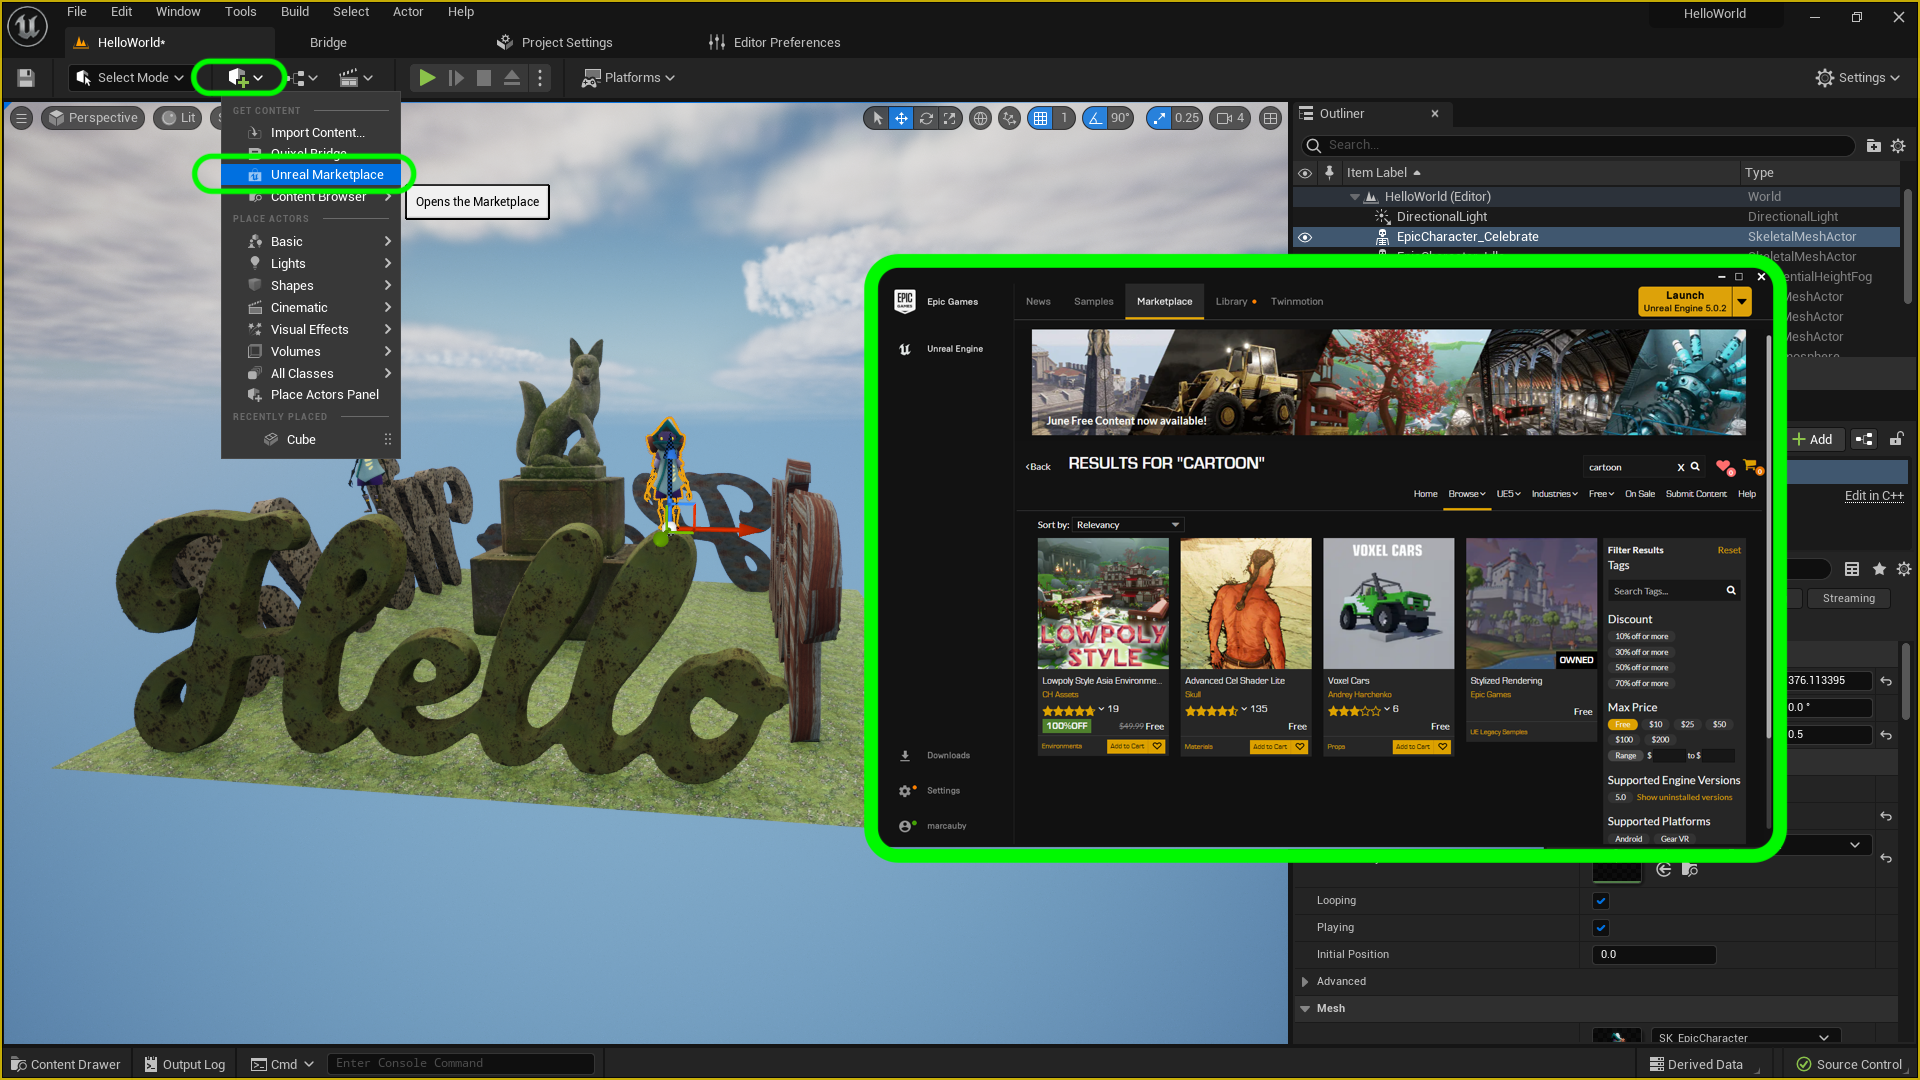 File Edit Window Tools Build Select Actor Help
HelloWorld
HelloWorld*
Bridge
Project Settings
Editor Preferences
Select Mode
Platforms
Settings
Perspective
Lit
1
90°
0.25
4
GET CONTENT
Import Content...
Quixel Bridge
Unreal Marketplace
Content Browser
Opens the Marketplace
PLACE ACTORS
Basic
Lights
Shapes
Cinematic
Visual Effects
Volumes
All Classes
Place Actors Panel
RECENTLY PLACED
Cube
Hello
Outliner
Search...
Item Label
Type
HelloWorld (Editor)
World
DirectionalLight
DirectionalLight
EpicCharacter_Celebrate
SkeletalMeshActor
SkeletalMeshActor
entialHeightFog
MeshActor
MeshActor
MeshActor
Add
Edit in C++
Streaming
376.113395
0.0 °
0.5
EPIC GAMES
Epic Games
Unreal Engine
Downloads
Settings
marcauby
News
Samples
Marketplace
Library
Twinmotion
Launch
Unreal Engine 5.0.2
June Free Content now available!
Back
RESULTS FOR "CARTOON"
cartoon
X
0
0
Home Browse UE5 Industries Free On Sale Submit Content Help
Sort by: Relevancy
LOWPOLY STYLE
Lowpoly Style Asia Environme...
CH Assets
19
100%OFF
$49.99 Free
Environments
Add to Cart
Advanced Cel Shader Lite
Skull
135
Free
Materials
Add to Cart
VOXEL CARS
Voxel Cars
Andrey Harchenko
6
Free
Props
Add to Cart
OWNED
Stylized Rendering
Epic Games
Free
UE Legacy Samples
Filter Results
Reset
Tags
Search Tags...
Discount
10% off or more
30% off or more
50% off or more
70% off or more
Max Price
Free $10 $25 $50
$100 $200
Range $ to $
Supported Engine Versions
5.0 Show uninstalled versions
Supported Platforms
Android Gear VR
Looping
Playing
Initial Position
0.0
Advanced
Mesh
SK_EpicCharacter
Content Drawer
Output Log
Cmd
Enter Console Command
Derived Data
Source Control